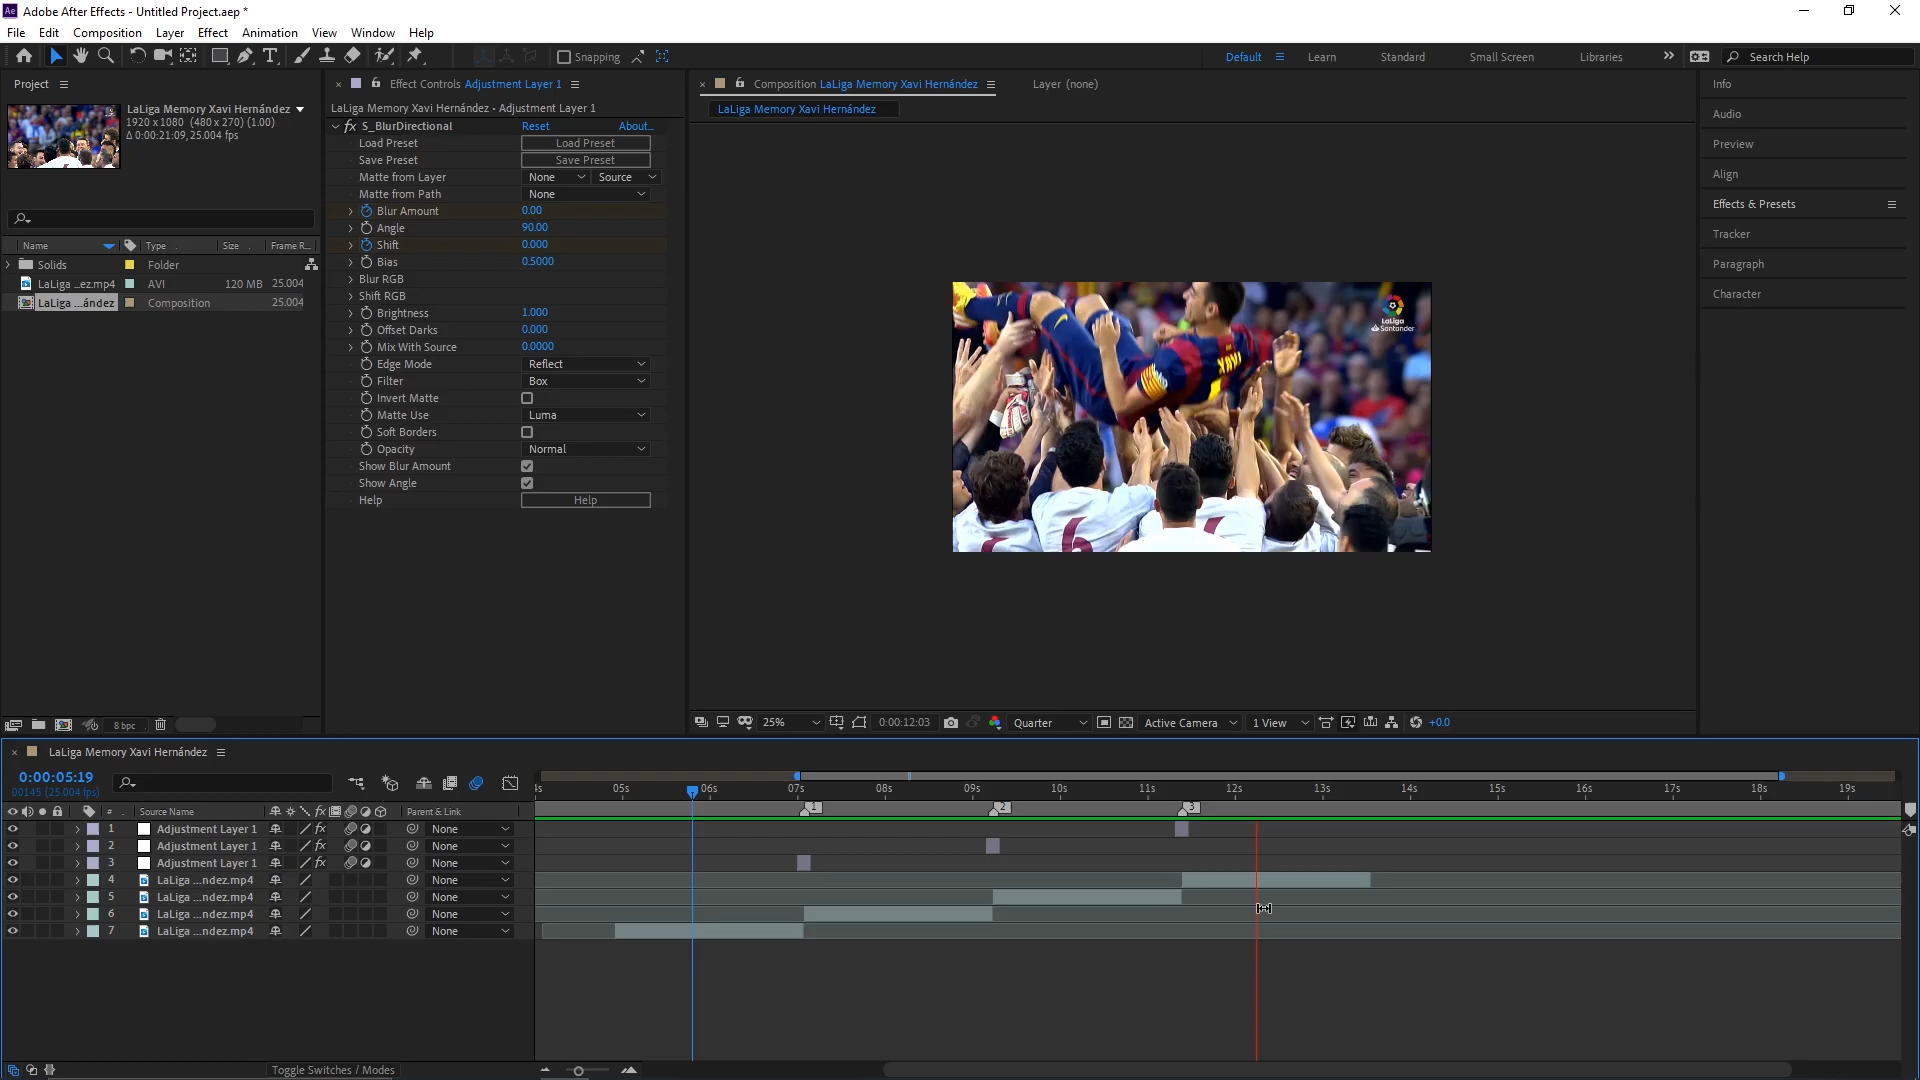 Adobe After Effects - Untitled Project.aep *
File Edit Composition Layer Effect Animation View Window Help
Snapping
Default Learn Standard Small Screen Libraries Search Help
Project
LaLiga Memory Xavi Hernández
1920 x 1080 (480 x 270) (1.00)
Δ 0:00:21:09, 25.004 fps
Name Type Size Frame R...
Solids Folder
LaLiga ...ez.mp4 AVI 120 MB 25.004
LaLiga ...ández Composition 25.004
8 bpc
Effect Controls Adjustment Layer 1
LaLiga Memory Xavi Hernández • Adjustment Layer 1
fx S_BlurDirectional Reset About...
Load Preset Load Preset
Save Preset Save Preset
Matte from Layer None Source
Matte from Path None
Blur Amount 0.00
Angle 90.00
Shift 0.000
Bias 0.5000
Blur RGB
Shift RGB
Brightness 1.000
Offset Darks 0.000
Mix With Source 0.0000
Edge Mode Reflect
Filter Box
Invert Matte
Matte Use Luma
Soft Borders
Opacity Normal
Show Blur Amount
Show Angle
Help Help
Composition LaLiga Memory Xavi Hernández Layer (none)
LaLiga Memory Xavi Hernández
LaLiga
Santander
XAVI
6
25% 0:00:12:03 Quarter Active Camera 1 View +0.0
Info
Audio
Preview
Align
Effects & Presets
Tracker
Paragraph
Character
LaLiga Memory Xavi Hernández
0:00:05:19
00145 (25.004 fps)
# Source Name fx Parent & Link
4s 05s 06s 07s 08s 09s 10s 11s 12s 13s 14s 15s 16s 17s 18s 19s
1 2 3
1 Adjustment Layer 1 fx None
2 Adjustment Layer 1 fx None
3 Adjustment Layer 1 fx None
4 LaLiga ...ndez.mp4 None
5 LaLiga ...ndez.mp4 None
6 LaLiga ...ndez.mp4 None
7 LaLiga ...ndez.mp4 None
Toggle Switches / Modes